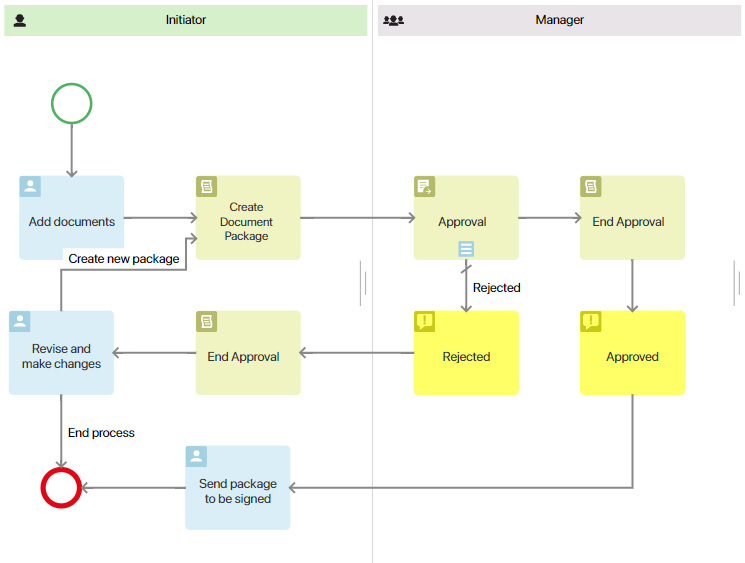 Initiator
Manager
Add documents
Create
Document
Package
Approval
End Approval
Create new package
Rejected
Revise and
make changes
End Approval
Rejected
Approved
End process
Send package
to be signed